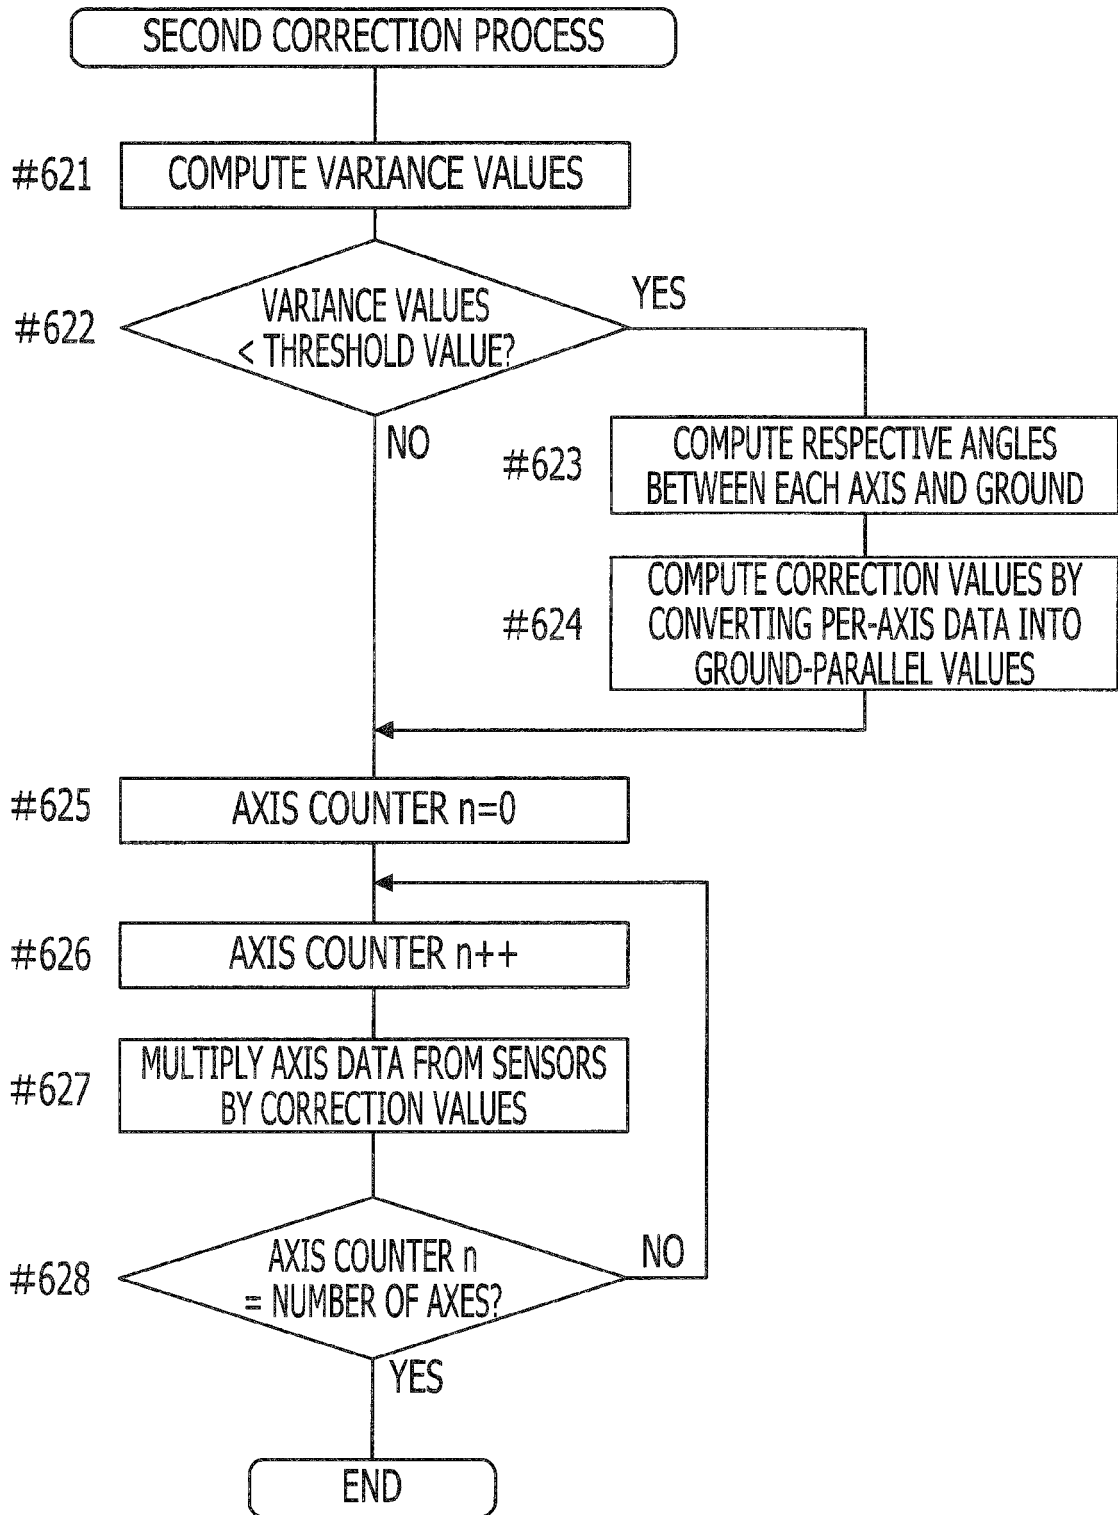 SECOND CORRECTION PROCESS
#621
COMPUTE VARIANCE VALUES
#622
VARIANCE VALUES
< THRESHOLD VALUE?
YES
NO
#623
COMPUTE RESPECTIVE ANGLES
BETWEEN EACH AXIS AND GROUND
#624
COMPUTE CORRECTION VALUES BY
CONVERTING PER-AXIS DATA INTO
GROUND-PARALLEL VALUES
#625
AXIS COUNTER n=0
#626
AXIS COUNTER n++
#627
MULTIPLY AXIS DATA FROM SENSORS
BY CORRECTION VALUES
#628
AXIS COUNTER n
= NUMBER OF AXES?
NO
YES
END